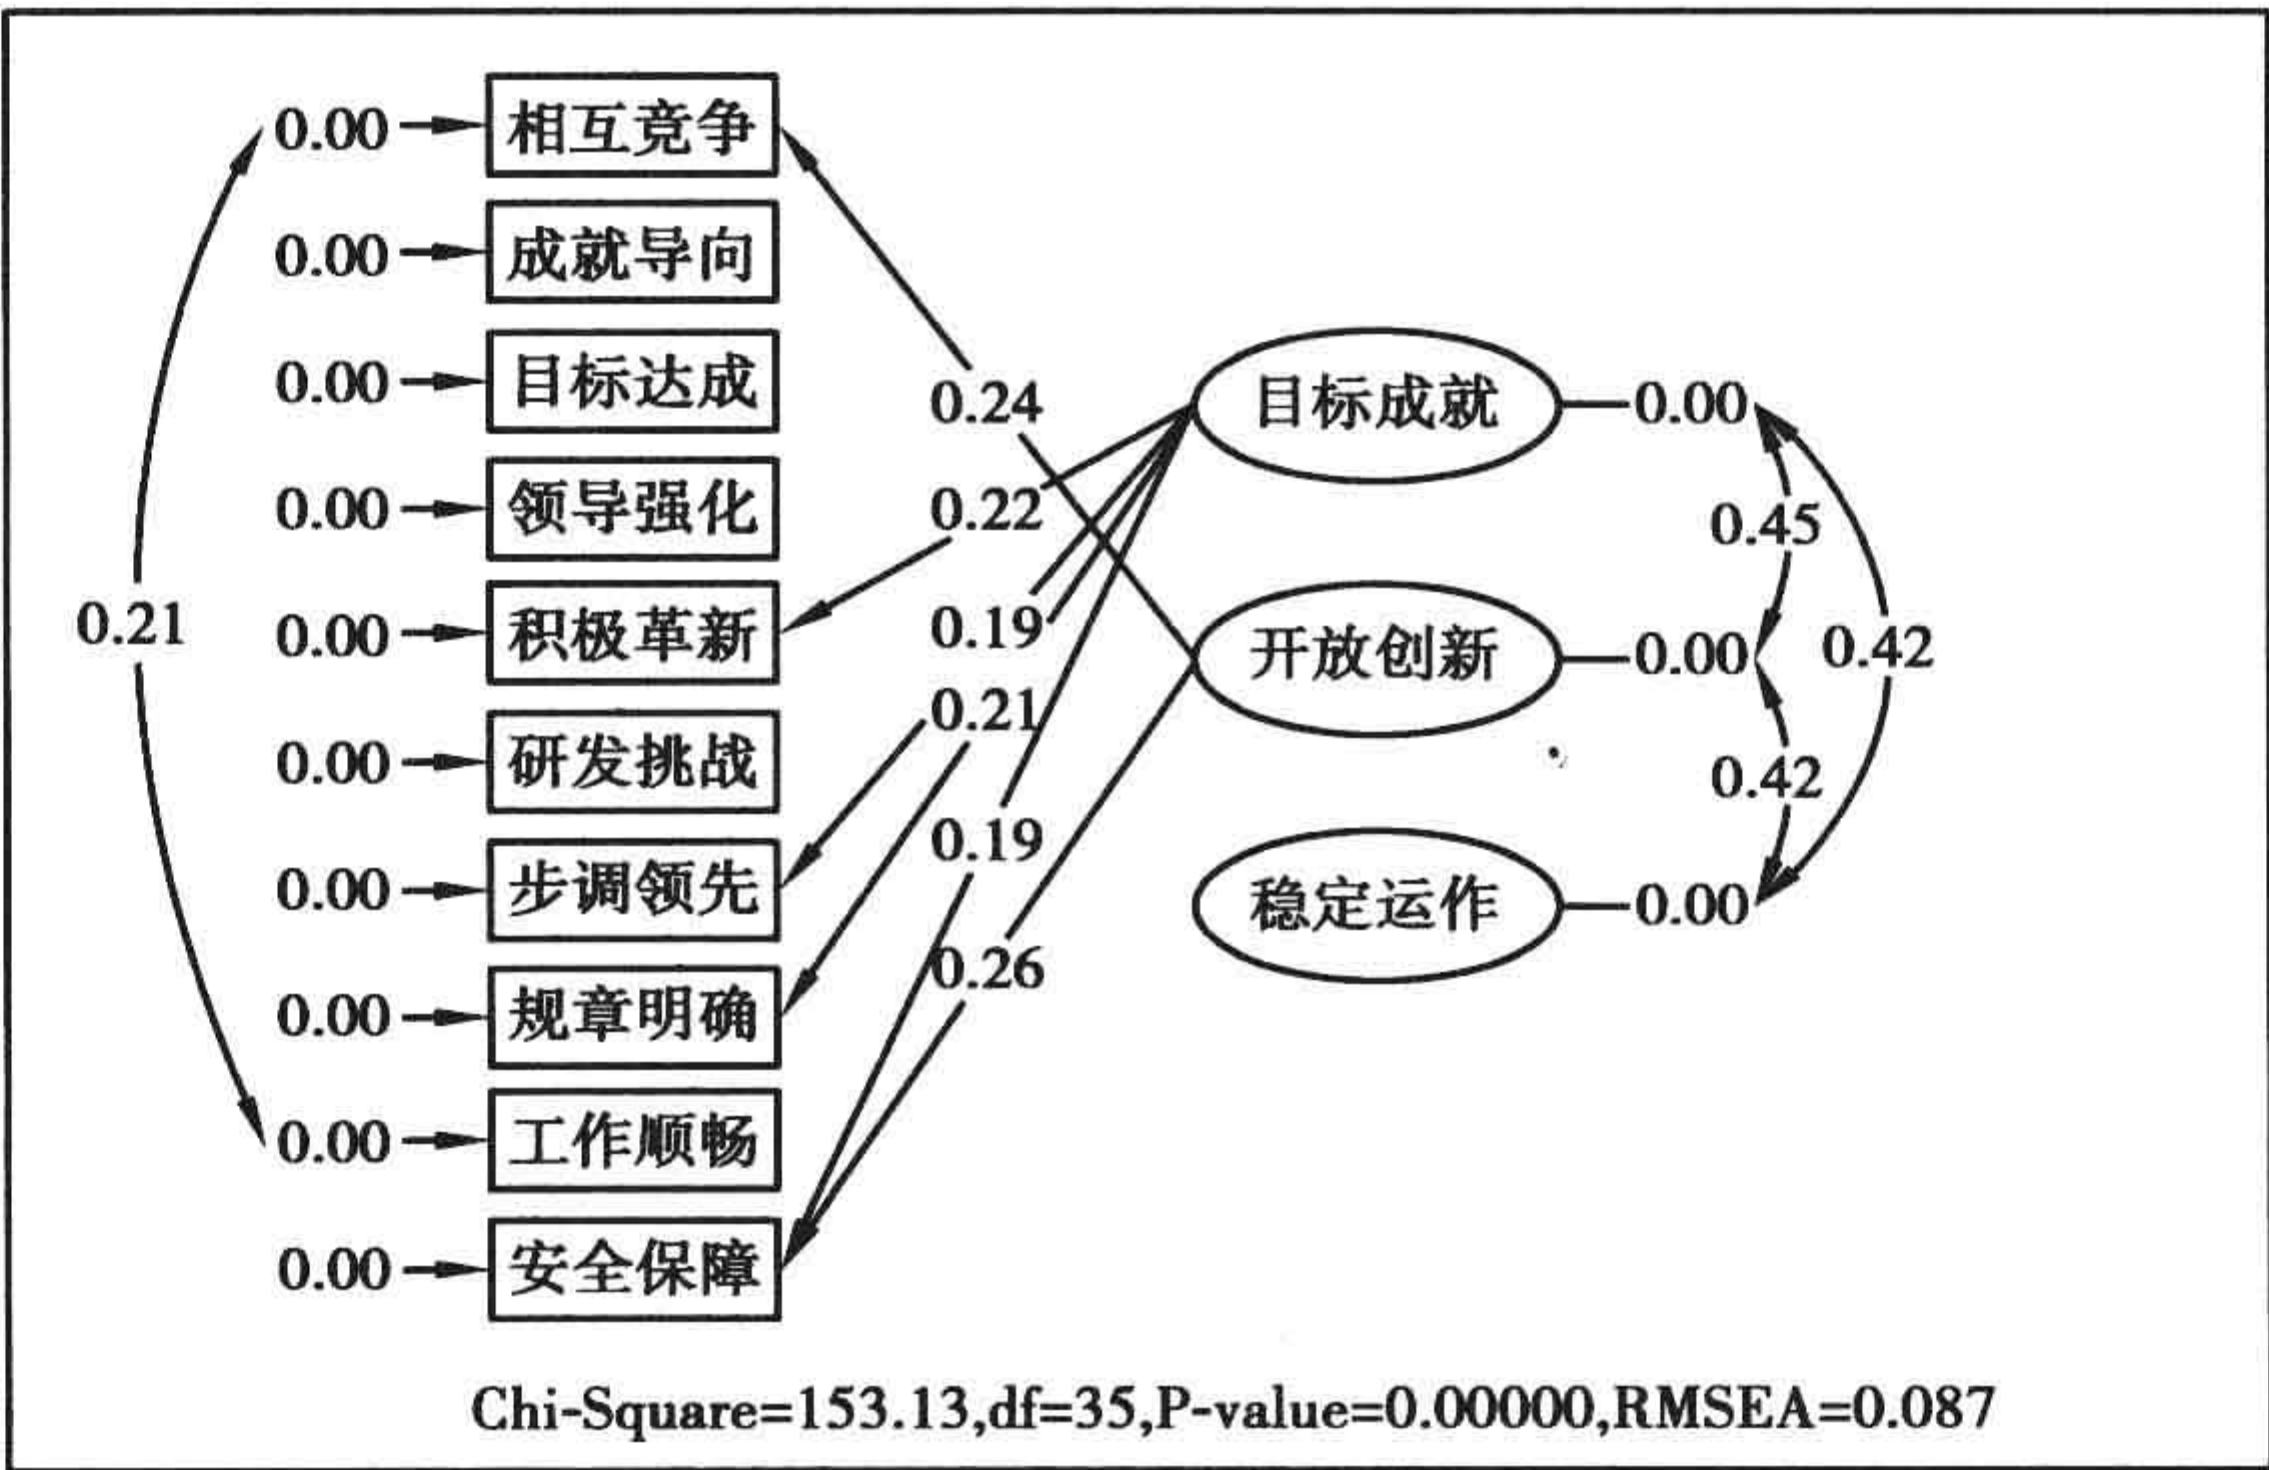 0.00 相互竞争
0.00 成就导向
0.00 目标达成
0.00 领导强化
0.00 积极革新
0.00 研发挑战
0.00 步调领先
0.00 规章明确
0.00 工作顺畅
0.00 安全保障
0.21
0.24
0.22
0.19
0.21
0.19
0.26
目标成就 0.00
开放创新 0.00
稳定运作 0.00
0.45
0.42
0.42
Chi-Square=153.13,df=35,P-value=0.00000,RMSEA=0.087